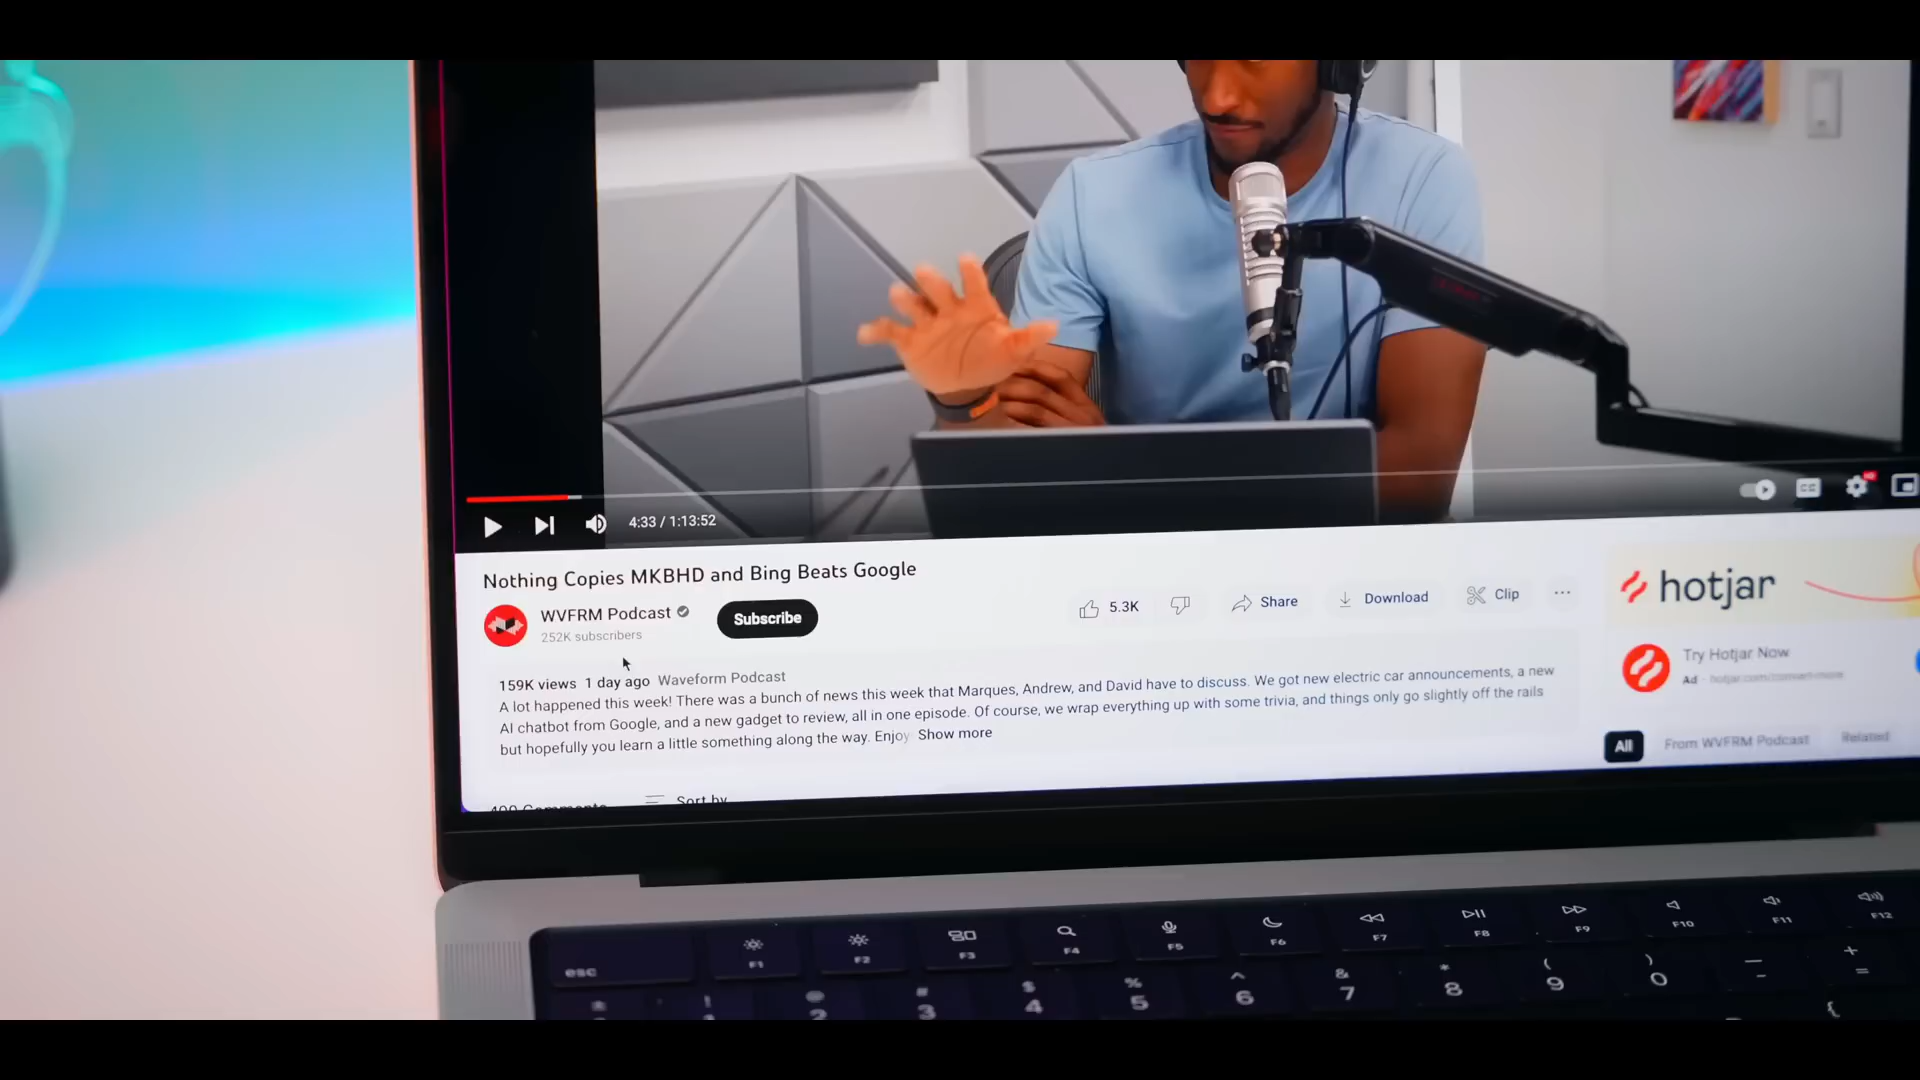 4:33 / 1:13:52
CC
HD
Nothing Copies MKBHD and Bing Beats Google
WVFRM Podcast
252K subscribers
Subscribe
5.3K
Share
Download
Clip
...
159K views 1 day ago Waveform Podcast
A lot happened this week! There was a bunch of news this week that Marques, Andrew, and David have to discuss. We got new electric car announcements, a new
AI chatbot from Google, and a new gadget to review, all in one episode. Of course, we wrap everything up with some trivia, and things only go slightly off the rails
but hopefully you learn a little something along the way. Enjoy Show more
Comments
Sort by
hotjar
Try Hotjar Now
Ad
All
From WVFRM Podcast
Related
esc
F1
F2
F3
F4
F5
F6
F7
F8
F9
F10
F11
F12
!
# 3
$ 4
% 5
^ 6
& 7
* 8
( 9
) 0
— -
+ =
{